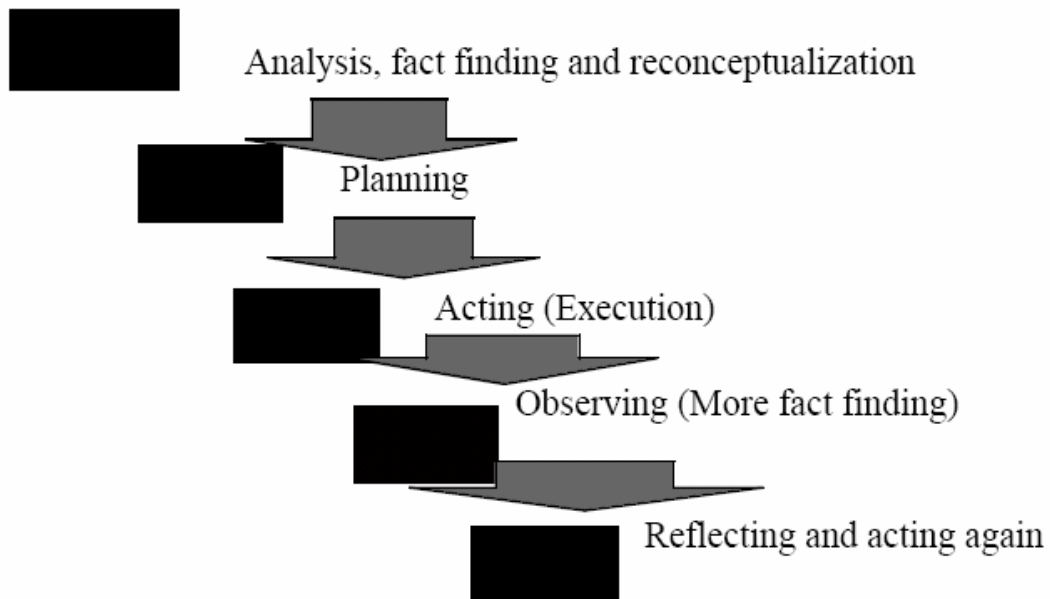 Analysis, fact finding and reconceptualization
Planning
Acting (Execution)
Observing (More fact finding)
Reflecting and acting again